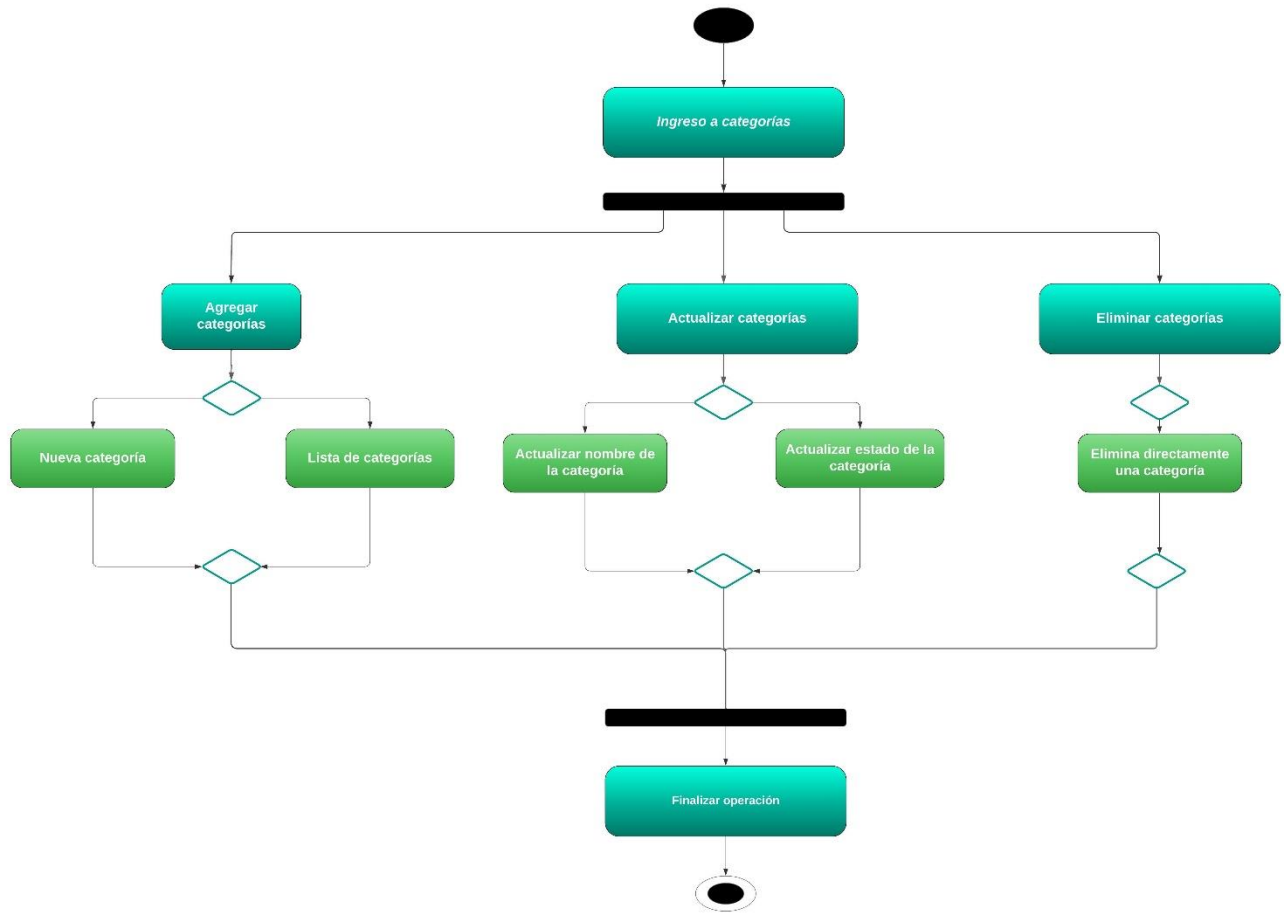 Ingreso a categorías
Agregar
categorías
Actualizar categorías
Eliminar categorías
Nueva categoría
Lista de categorías
Actualizar nombre de
la categoría
Actualizar estado de la
categoría
Elimina directamente
una categoría
Finalizar operación